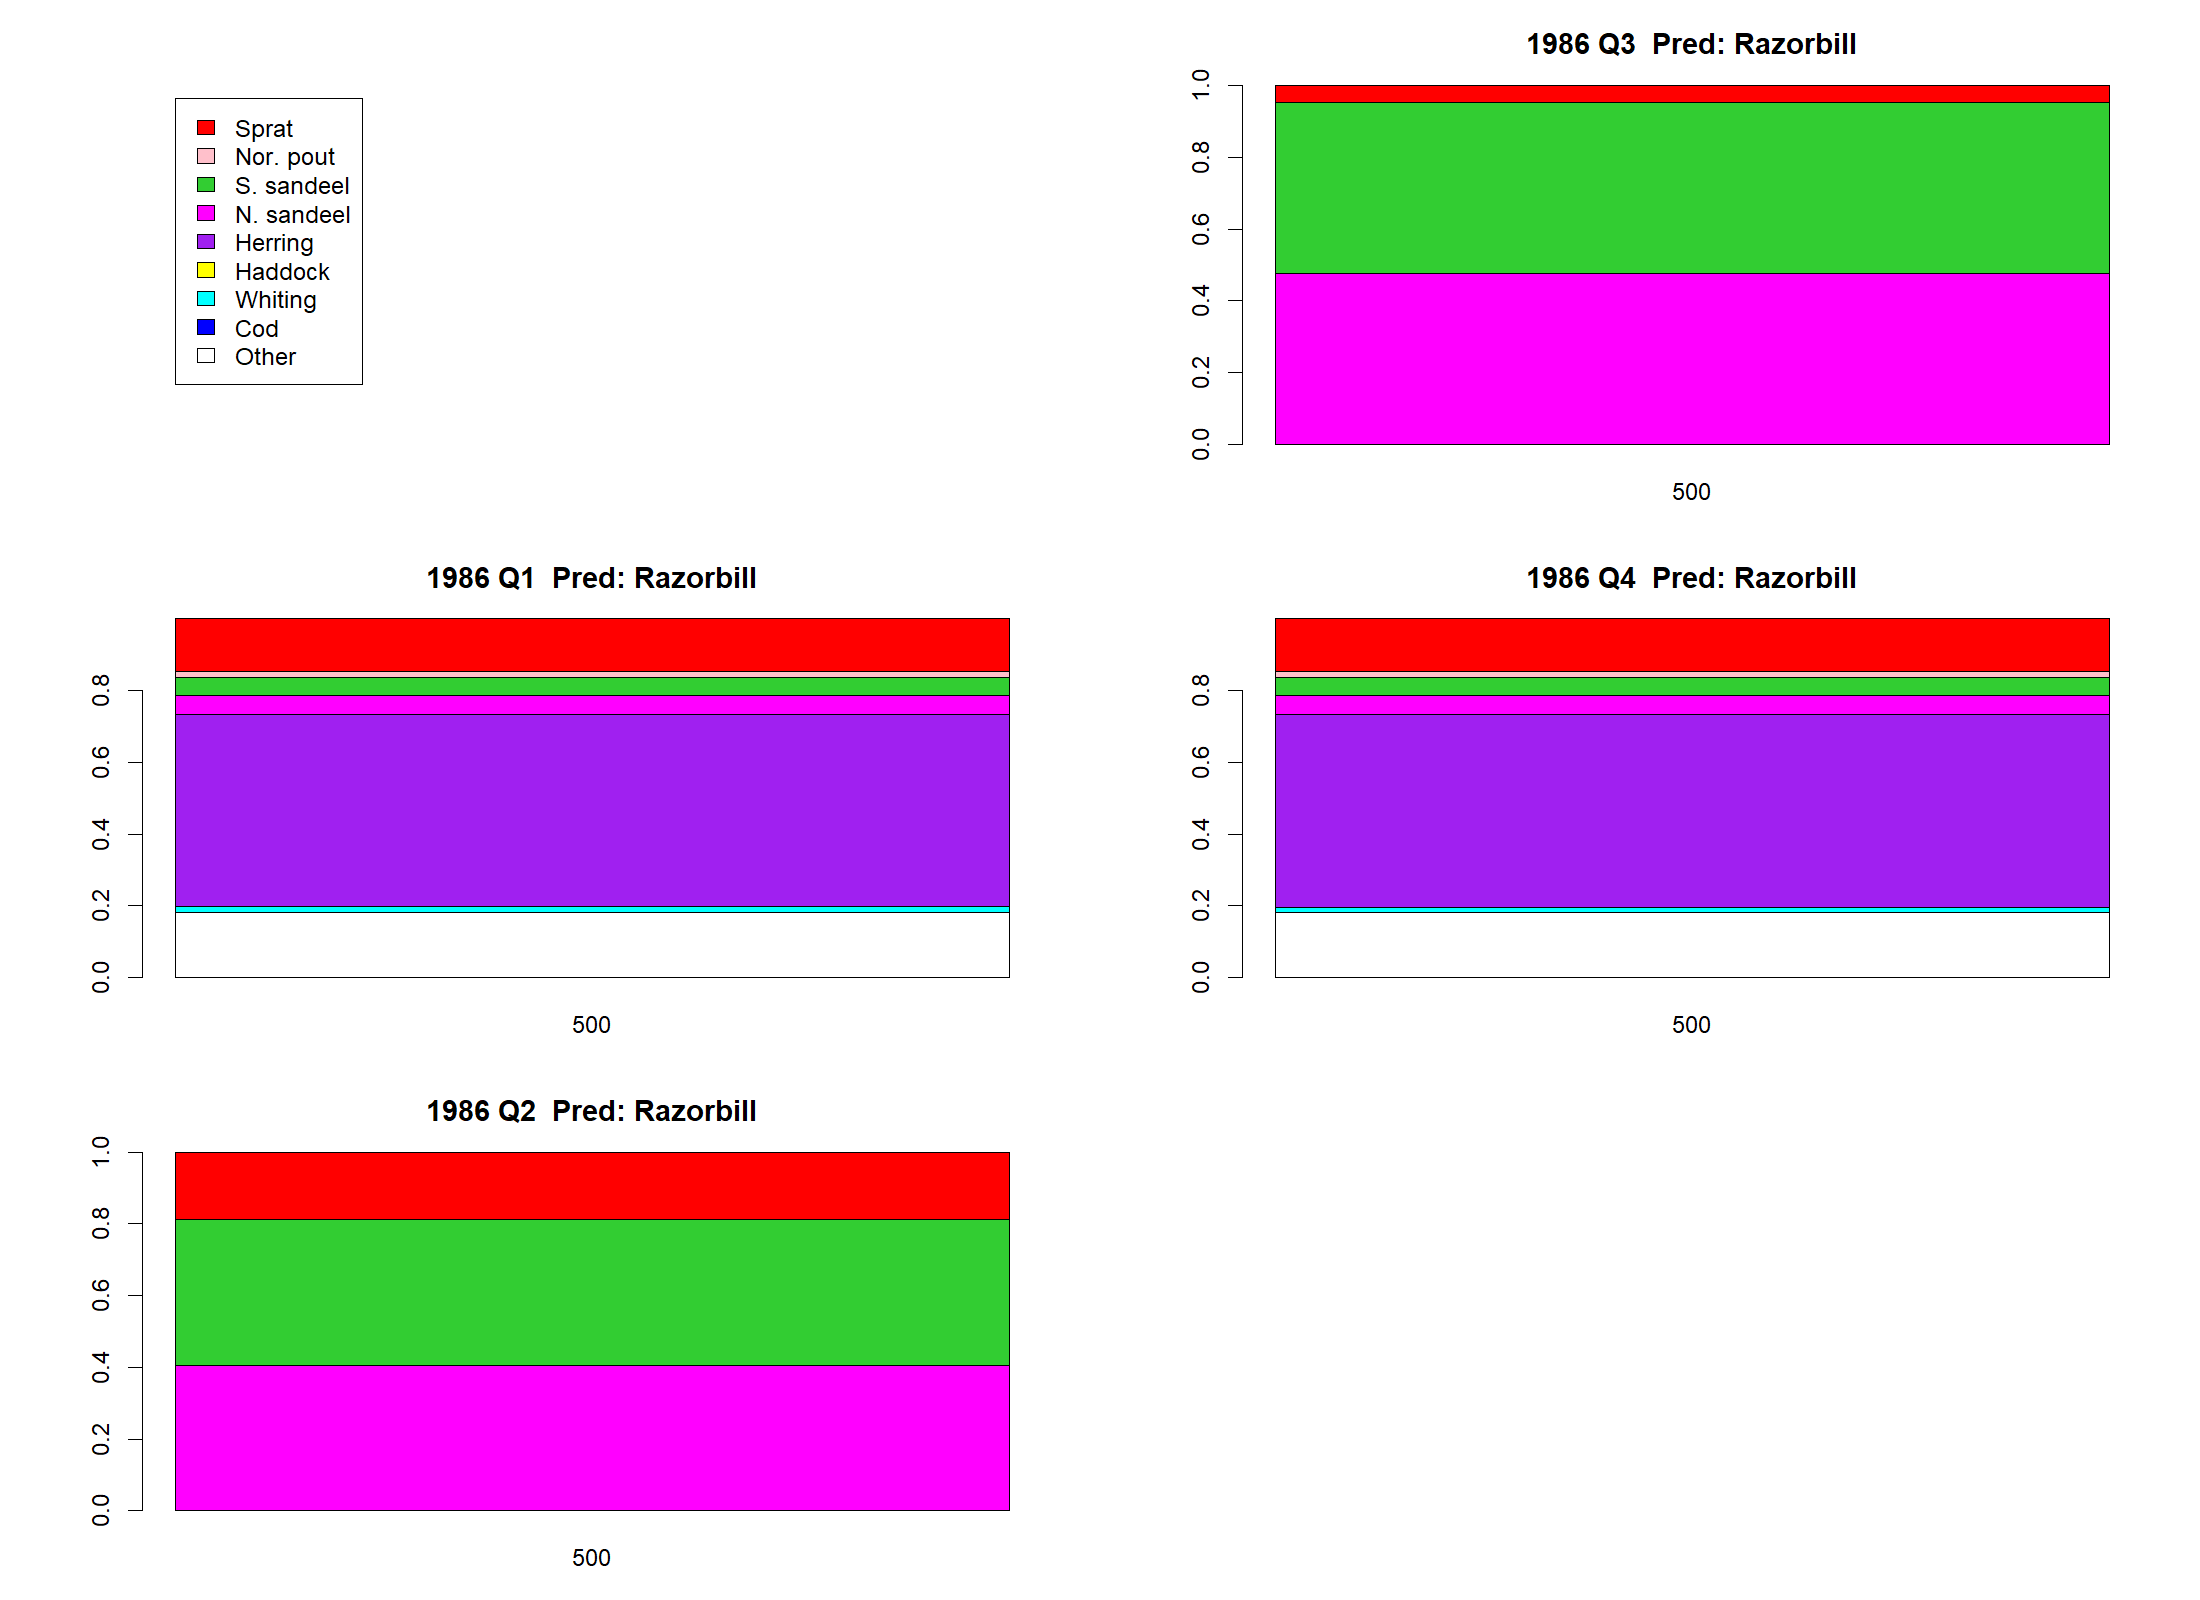 Sprat
Nor. pout
S. sandeel
N. sandeel
Herring
Haddock
Whiting
Cod
Other
1986 Q3  Pred: Razorbill
1.0
0.8
0.6
0.4
0.2
0.0
500
1986 Q1  Pred: Razorbill
0.8
0.6
0.4
0.2
0.0
500
1986 Q4  Pred: Razorbill
0.8
0.6
0.4
0.2
0.0
500
1986 Q2  Pred: Razorbill
1.0
0.8
0.6
0.4
0.2
0.0
500